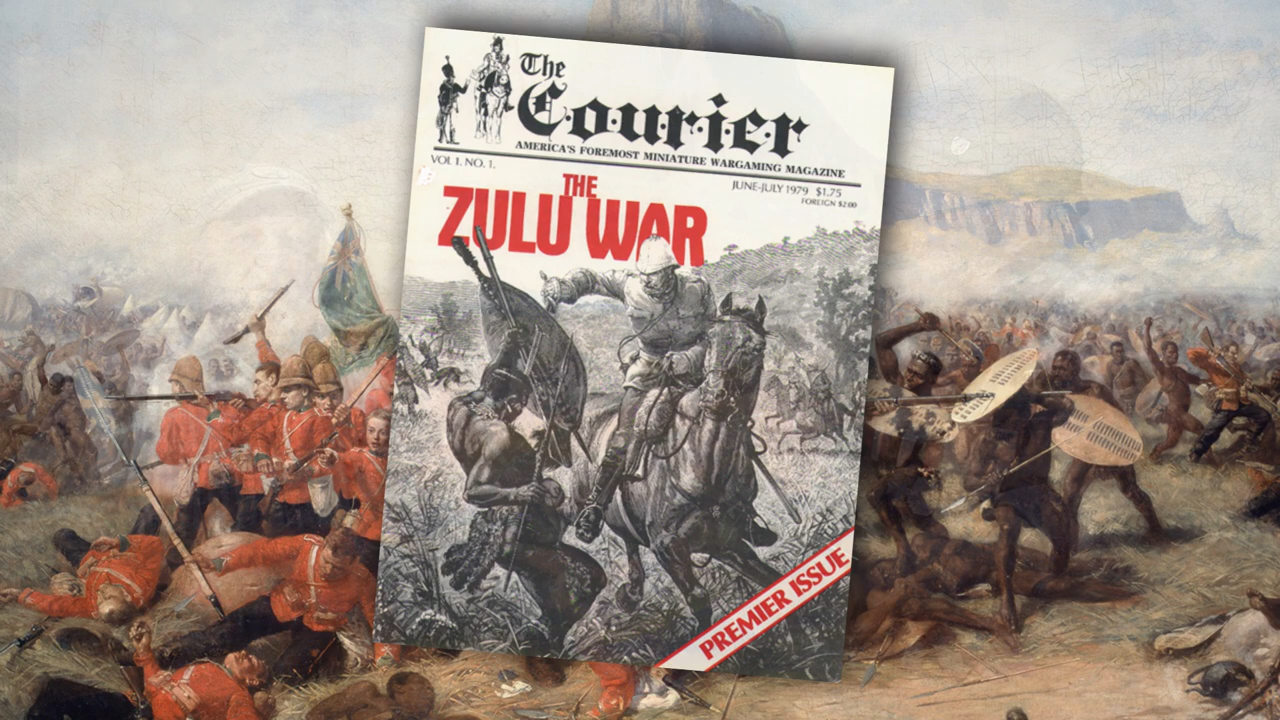 The
Courier
AMERICA'S FOREMOST MINIATURE WARGAMING MAGAZINE
VOL 1. NO. 1.
JUNE-JULY 1979 $1.75
FOREIGN $2.00
THE
ZULU WAR
PREMIER ISSUE